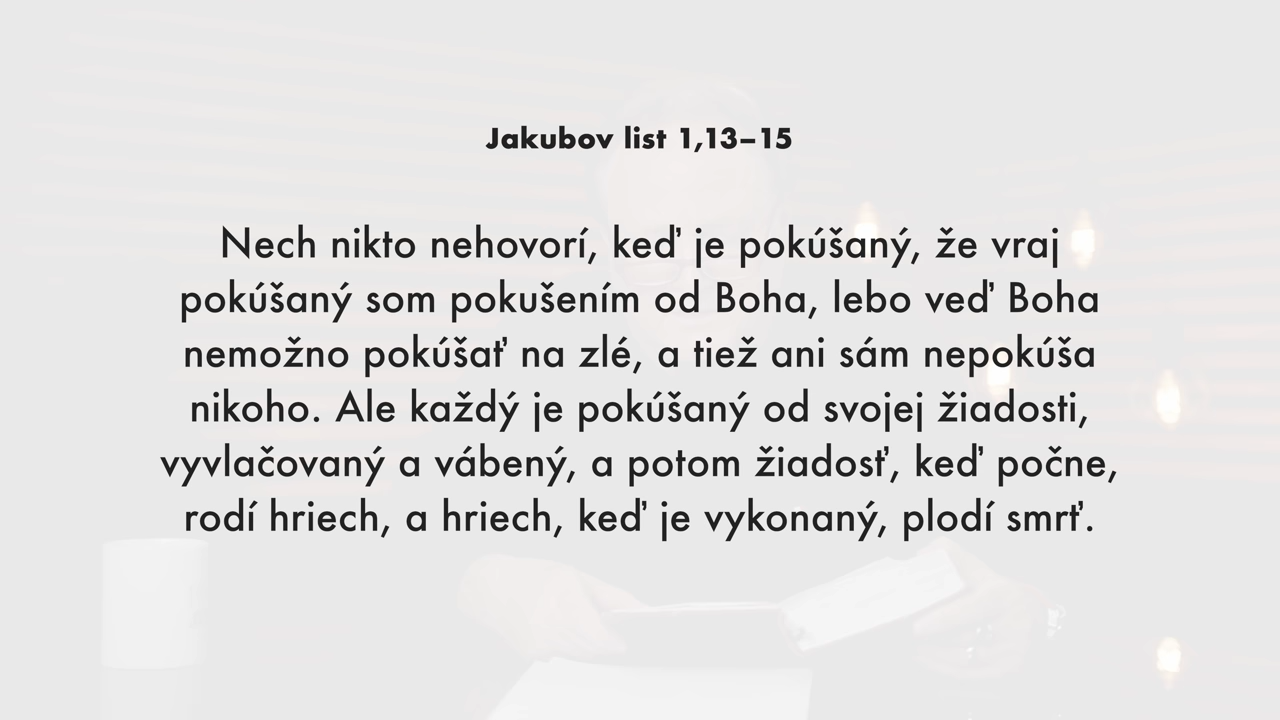 Jakubov list 1,13–15
Nech nikto nehovorí, keď je pokúšaný, že vraj
pokúšaný som pokušením od Boha, lebo veď Boha
nemožno pokúšať na zlé, a tiež ani sám nepokúša
nikoho. Ale každý je pokúšaný od svojej žiadosti,
vyvlačovaný a vábený, a potom žiadosť, keď počne,
rodí hriech, a hriech, keď je vykonaný, plodí smrť.